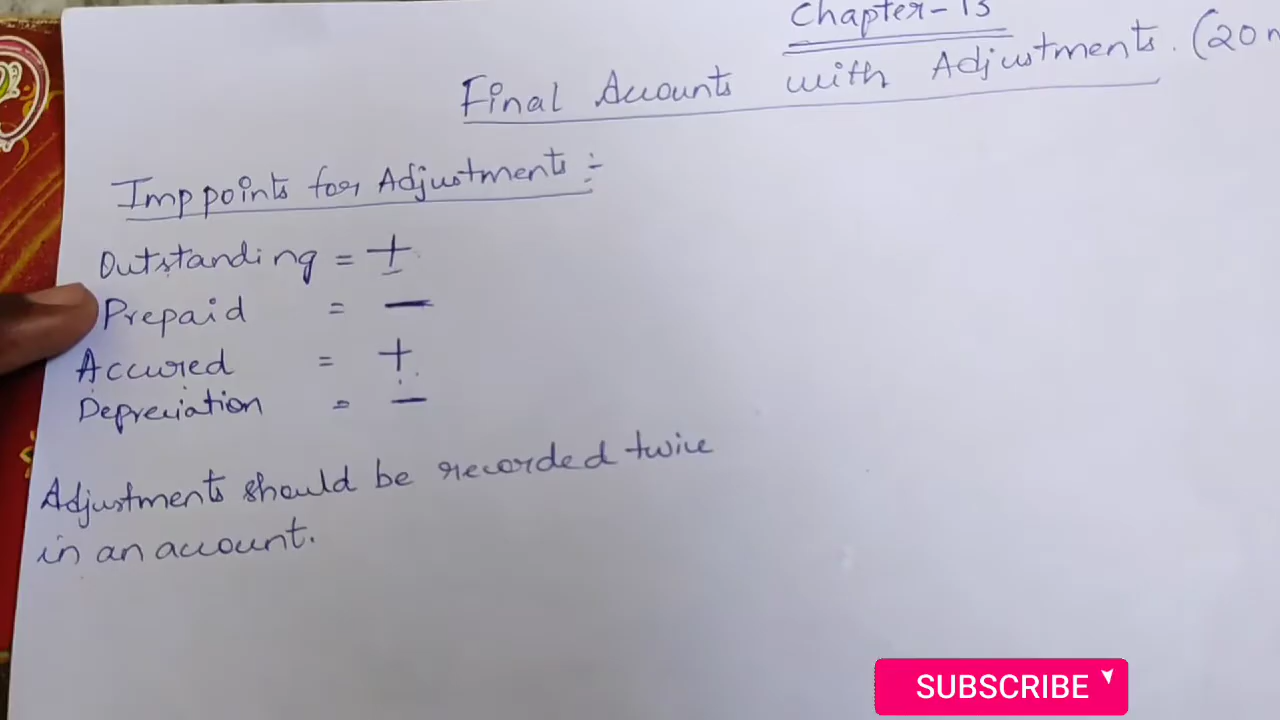 Chapter-13
Final Accounts with Adjustments. (20
Imp points for Adjustments :-
Outstanding = +
Prepaid = -
Accured = +
Depreciation = -
Adjustments should be recorded twice
in an account.
SUBSCRIBE